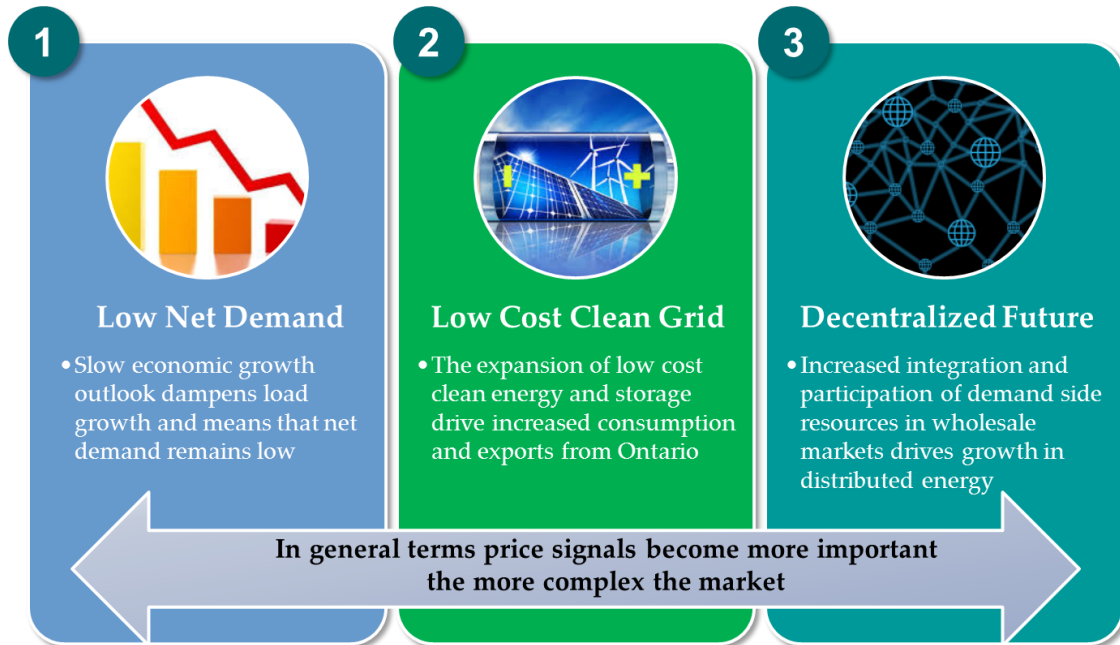 1
Low Net Demand
• Slow economic growth
outlook dampens load
growth and means that net
demand remains low
2
Low Cost Clean Grid
• The expansion of low cost
clean energy and storage
drive increased consumption
and exports from Ontario
3
Decentralized Future
• Increased integration and
participation of demand side
resources in wholesale
markets drives growth in
distributed energy
In general terms price signals become more important
the more complex the market